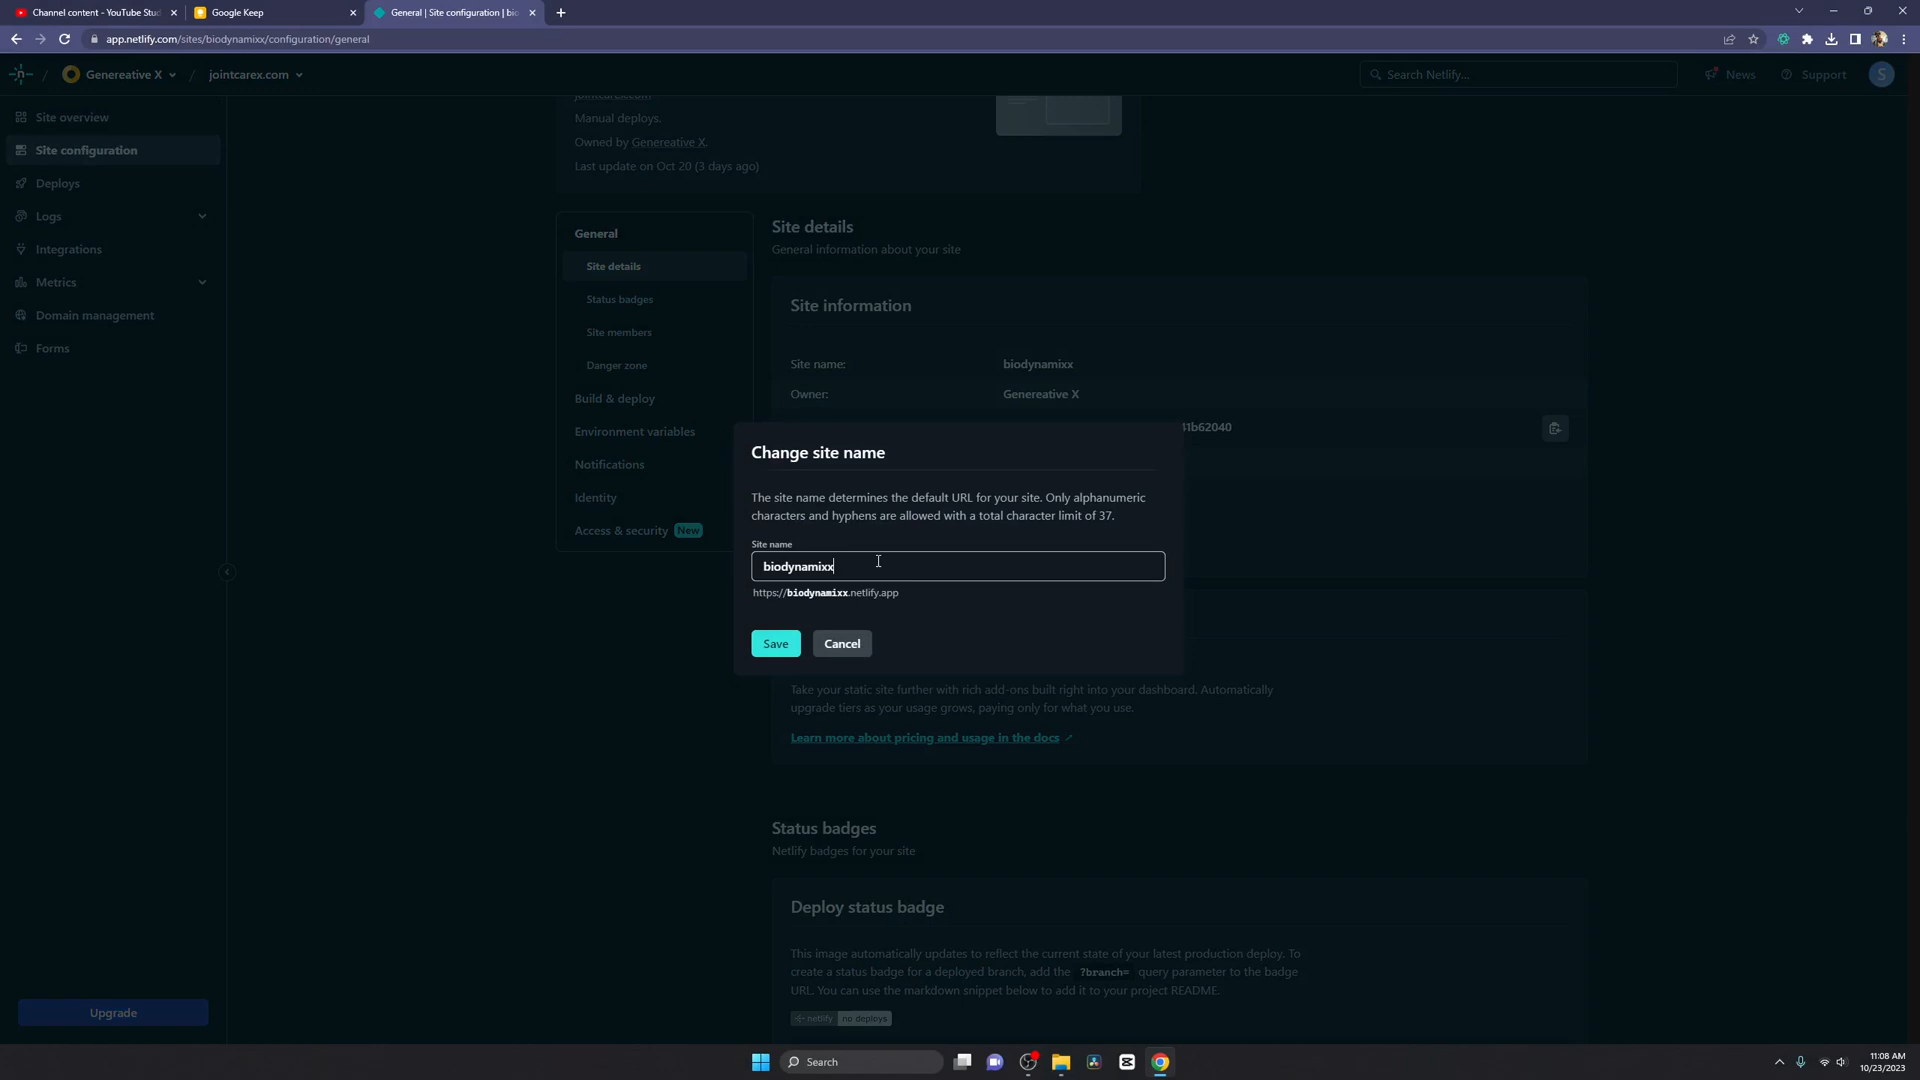 Channel content - YouTube Stud
Google Keep
General | Site configuration | bio
app.netlify.com/sites/biodynamixx/configuration/general
/ Genereative X / jointcarex.com
Search Netlify...
News
Support
S
Site overview
Site configuration
Deploys
Logs
Integrations
Metrics
Domain management
Forms
Upgrade
jointcarex.com
Manual deploys.
Owned by Genereative X.
Last update on Oct 20 (3 days ago)
General
Site details
Status badges
Site members
Danger zone
Build & deploy
Environment variables
Notifications
Identity
Access & security New
Site details
General information about your site
Site information
Site name: biodynamixx
Owner: Genereative X
41b62040
Change site name
The site name determines the default URL for your site. Only alphanumeric
characters and hyphens are allowed with a total character limit of 37.
Site name
biodynamixx
https://biodynamixx.netlify.app
Save
Cancel
Take your static site further with rich add-ons built right into your dashboard. Automatically
upgrade tiers as your usage grows, paying only for what you use.
Learn more about pricing and usage in the docs
Status badges
Netlify badges for your site
Deploy status badge
This image automatically updates to reflect the current state of your latest production deploy. To
create a status badge for a deployed branch, add the ?branch= query parameter to the badge
URL. You can use the markdown snippet below to add it to your project README.
netlify no deploys
Search
11:08 AM
10/23/2023